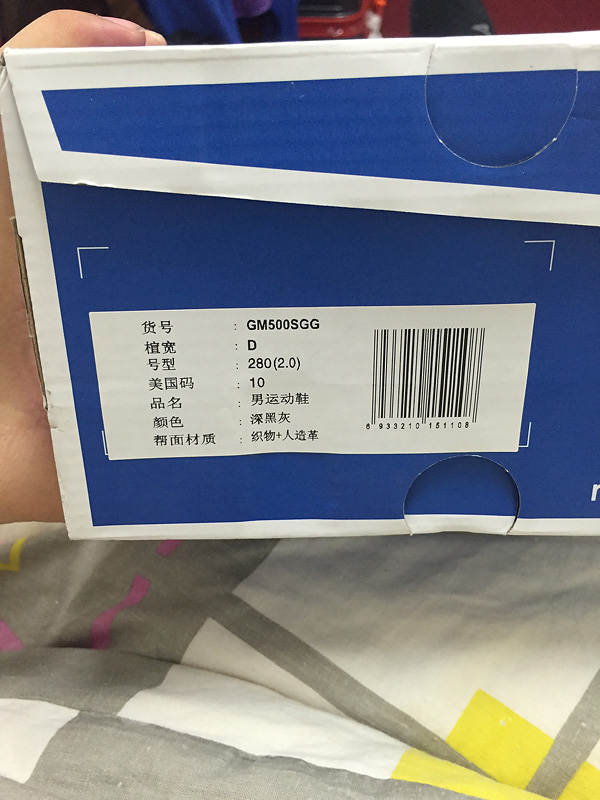 货号 : GM500SGG
楦宽 : D
号型 : 280(2.0)
美国码 : 10
品名 : 男运动鞋
颜色 : 深黑灰
帮面材质 : 织物+人造革
6 933210 151108